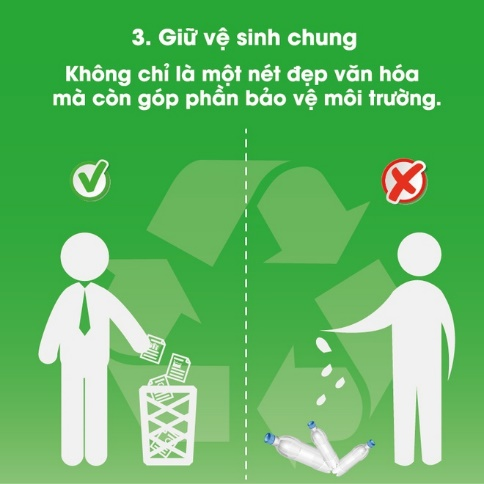 3. Giữ vệ sinh chung
Không chỉ là một nét đẹp văn hóa
mà còn góp phần bảo vệ môi trường.